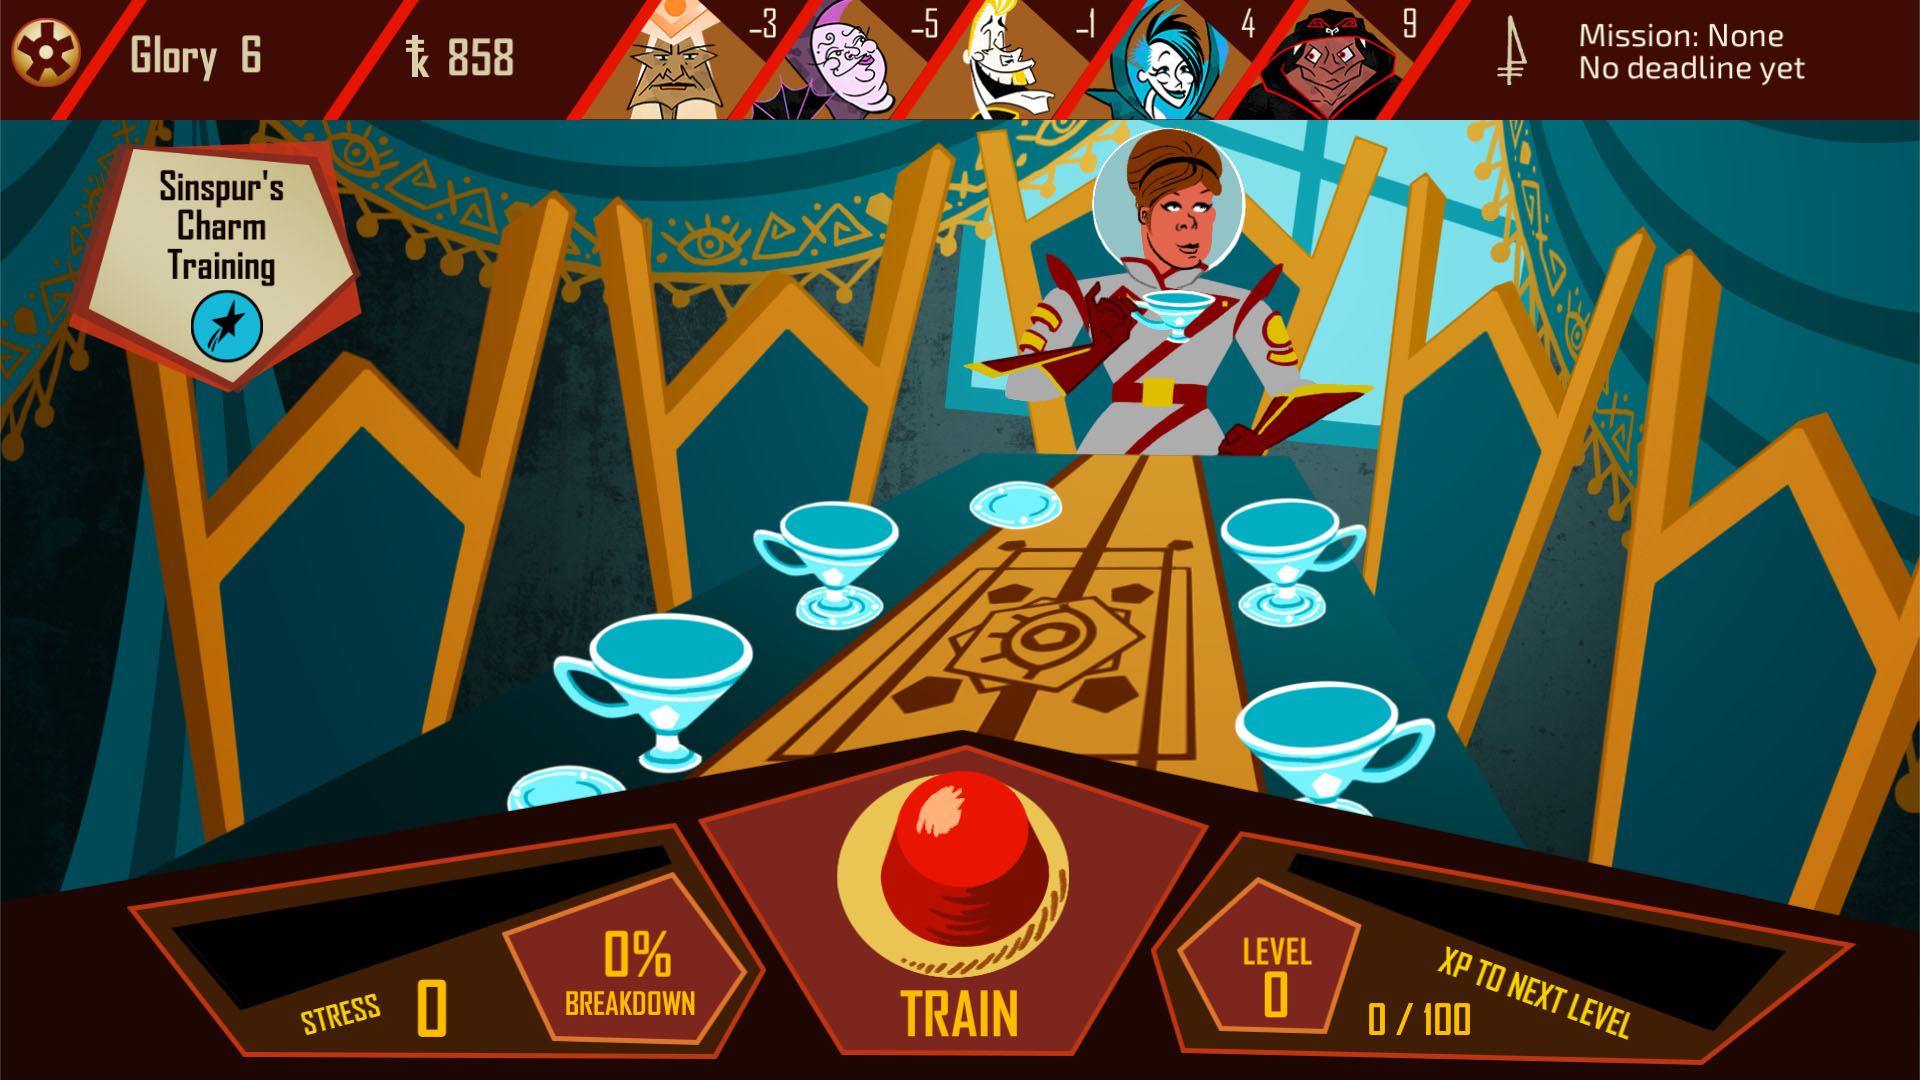 Glory 6
ŧk 858
-3
-5
-1
4
9
Mission: None
No deadline yet
Sinspur's
Charm
Training
0%
BREAKDOWN
STRESS 0
TRAIN
LEVEL
0
XP TO NEXT LEVEL
0 / 100